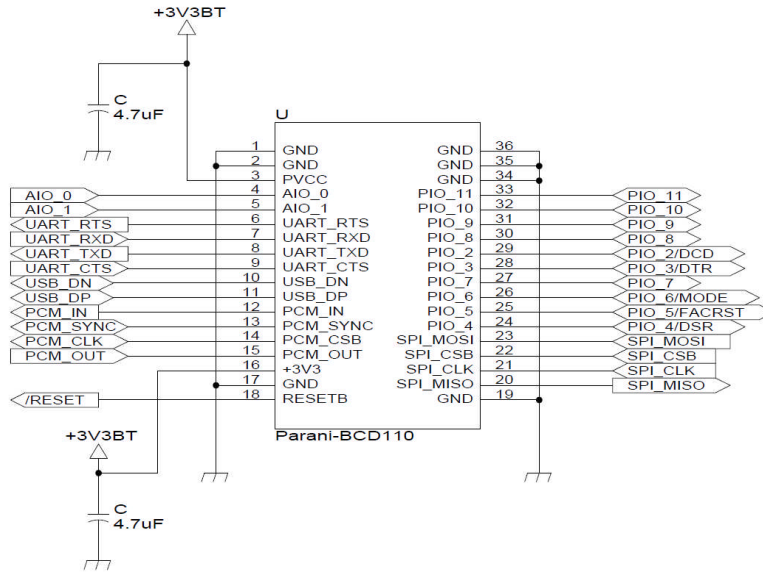 +3V3BT
C
4.7uF
U
1 GND GND 36
2 GND GND 35
3 PVCC GND 34
AIO_0 4 AIO_0 PIO_11 33 PIO_11
AIO_1 5 AIO_1 PIO_10 32 PIO_10
UART_RTS 6 UART_RTS PIO_9 31 PIO_9
UART_RXD 7 UART_RXD PIO_8 30 PIO_8
UART_TXD 8 UART_TXD PIO_2 29 PIO_2/DCD
UART_CTS 9 UART_CTS PIO_3 28 PIO_3/DTR
USB_DN 10 USB_DN PIO_7 27 PIO_7
USB_DP 11 USB_DP PIO_6 26 PIO_6/MODE
PCM_IN 12 PCM_IN PIO_5 25 PIO_5/FACRST
PCM_SYNC 13 PCM_SYNC PIO_4 24 PIO_4/DSR
PCM_CLK 14 PCM_CSB SPI_MOSI 23 SPI_MOSI
PCM_OUT 15 PCM_OUT SPI_CSB 22 SPI_CSB
16 +3V3 SPI_CLK 21 SPI_CLK
17 GND SPI_MISO 20 SPI_MISO
/RESET 18 RESETB GND 19
Parani-BCD110
+3V3BT
C
4.7uF